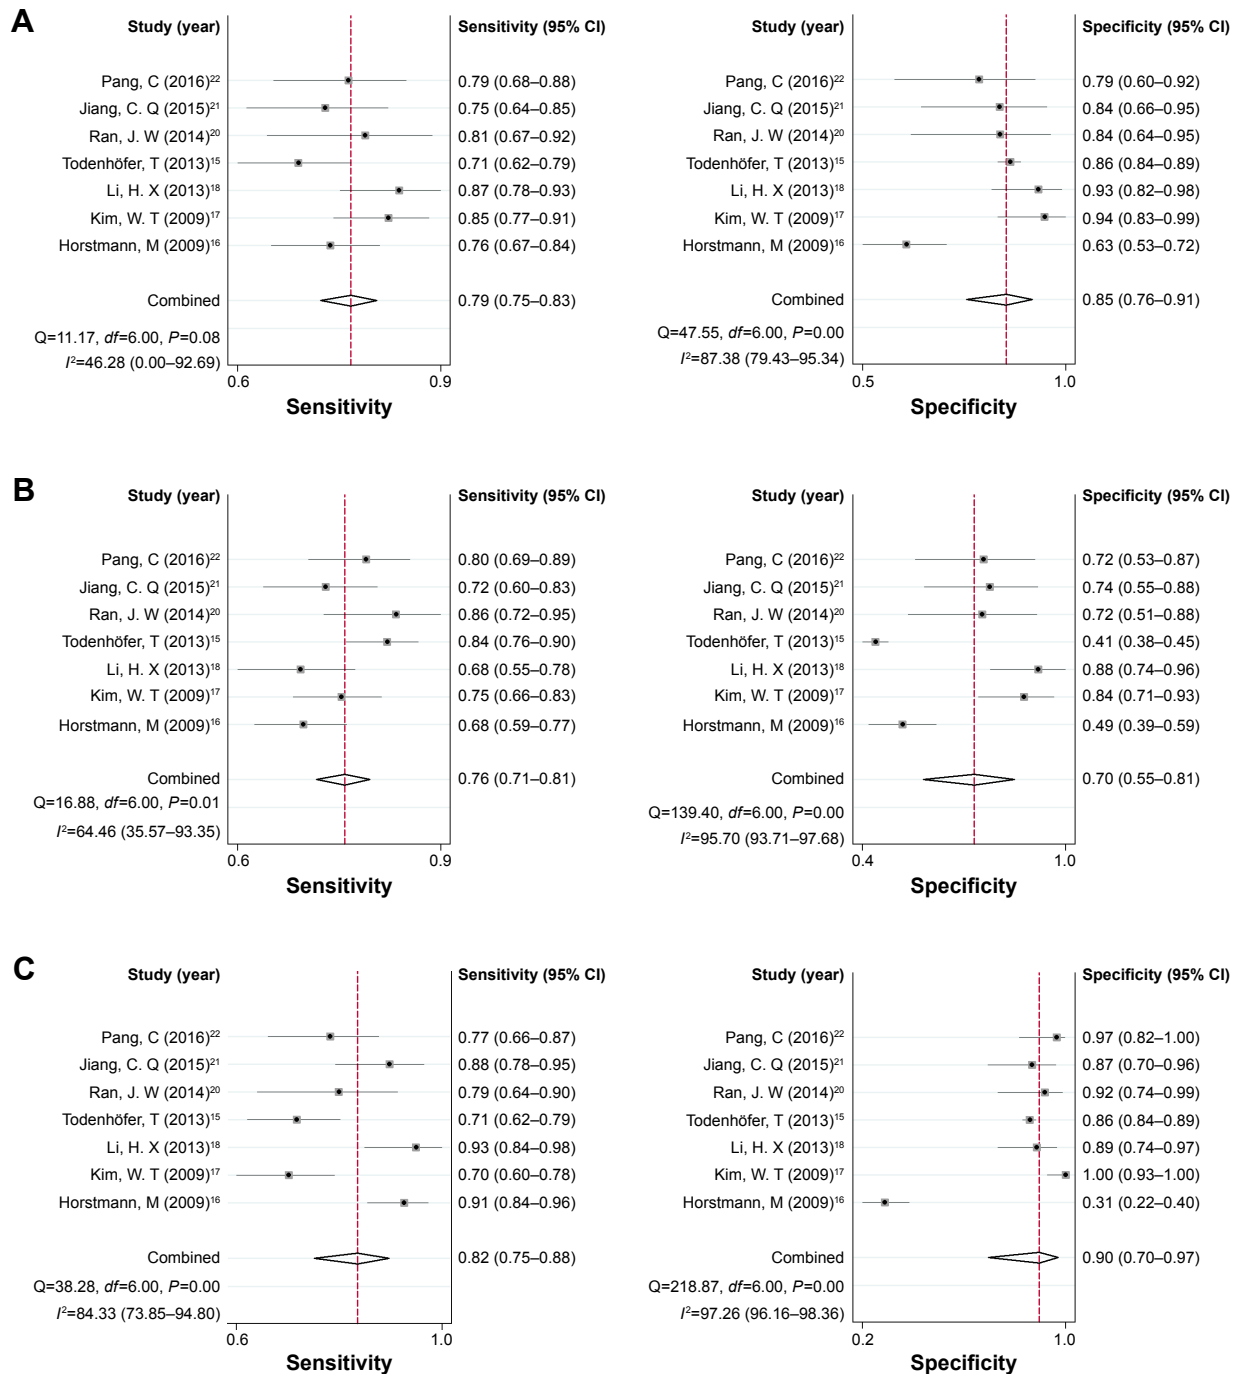 A
Study (year) Sensitivity (95% CI)
Pang, C (2016)22 0.79 (0.68–0.88)
Jiang, C. Q (2015)21 0.75 (0.64–0.85)
Ran, J. W (2014)20 0.81 (0.67–0.92)
Todenhöfer, T (2013)15 0.71 (0.62–0.79)
Li, H. X (2013)18 0.87 (0.78–0.93)
Kim, W. T (2009)17 0.85 (0.77–0.91)
Horstmann, M (2009)16 0.76 (0.67–0.84)
Combined 0.79 (0.75–0.83)
Q=11.17, df=6.00, P=0.08
I2=46.28 (0.00–92.69)
0.6 0.9
Sensitivity
Study (year) Specificity (95% CI)
Pang, C (2016)22 0.79 (0.60–0.92)
Jiang, C. Q (2015)21 0.84 (0.66–0.95)
Ran, J. W (2014)20 0.84 (0.64–0.95)
Todenhöfer, T (2013)15 0.86 (0.84–0.89)
Li, H. X (2013)18 0.93 (0.82–0.98)
Kim, W. T (2009)17 0.94 (0.83–0.99)
Horstmann, M (2009)16 0.63 (0.53–0.72)
Combined 0.85 (0.76–0.91)
Q=47.55, df=6.00, P=0.00
I2=87.38 (79.43–95.34)
0.5 1.0
Specificity
B
Study (year) Sensitivity (95% CI)
Pang, C (2016)22 0.80 (0.69–0.89)
Jiang, C. Q (2015)21 0.72 (0.60–0.83)
Ran, J. W (2014)20 0.86 (0.72–0.95)
Todenhöfer, T (2013)15 0.84 (0.76–0.90)
Li, H. X (2013)18 0.68 (0.55–0.78)
Kim, W. T (2009)17 0.75 (0.66–0.83)
Horstmann, M (2009)16 0.68 (0.59–0.77)
Combined 0.76 (0.71–0.81)
Q=16.88, df=6.00, P=0.01
I2=64.46 (35.57–93.35)
0.6 0.9
Sensitivity
Study (year) Specificity (95% CI)
Pang, C (2016)22 0.72 (0.53–0.87)
Jiang, C. Q (2015)21 0.74 (0.55–0.88)
Ran, J. W (2014)20 0.72 (0.51–0.88)
Todenhöfer, T (2013)15 0.41 (0.38–0.45)
Li, H. X (2013)18 0.88 (0.74–0.96)
Kim, W. T (2009)17 0.84 (0.71–0.93)
Horstmann, M (2009)16 0.49 (0.39–0.59)
Combined 0.70 (0.55–0.81)
Q=139.40, df=6.00, P=0.00
I2=95.70 (93.71–97.68)
0.4 1.0
Specificity
C
Study (year) Sensitivity (95% CI)
Pang, C (2016)22 0.77 (0.66–0.87)
Jiang, C. Q (2015)21 0.88 (0.78–0.95)
Ran, J. W (2014)20 0.79 (0.64–0.90)
Todenhöfer, T (2013)15 0.71 (0.62–0.79)
Li, H. X (2013)18 0.93 (0.84–0.98)
Kim, W. T (2009)17 0.70 (0.60–0.78)
Horstmann, M (2009)16 0.91 (0.84–0.96)
Combined 0.82 (0.75–0.88)
Q=38.28, df=6.00, P=0.00
I2=84.33 (73.85–94.80)
0.6 1.0
Sensitivity
Study (year) Specificity (95% CI)
Pang, C (2016)22 0.97 (0.82–1.00)
Jiang, C. Q (2015)21 0.87 (0.70–0.96)
Ran, J. W (2014)20 0.92 (0.74–0.99)
Todenhöfer, T (2013)15 0.86 (0.84–0.89)
Li, H. X (2013)18 0.89 (0.74–0.97)
Kim, W. T (2009)17 1.00 (0.93–1.00)
Horstmann, M (2009)16 0.31 (0.22–0.40)
Combined 0.90 (0.70–0.97)
Q=218.87, df=6.00, P=0.00
I2=97.26 (96.16–98.36)
0.2 1.0
Specificity